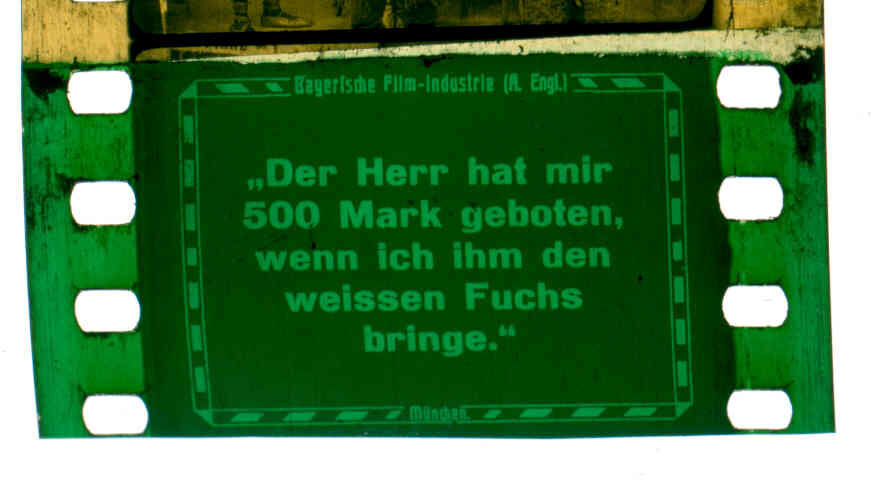 Bayerische Film-Industrie (A. Engl.)
„Der Herr hat mir
500 Mark geboten,
wenn ich ihm den
weissen Fuchs
bringe.“
München.